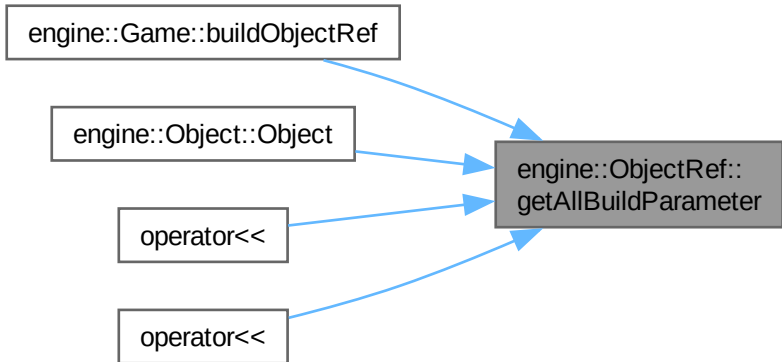 engine::Game::buildObjectRef
engine::Object::Object
engine::ObjectRef::
getAllBuildParameter
operator<<
operator<<